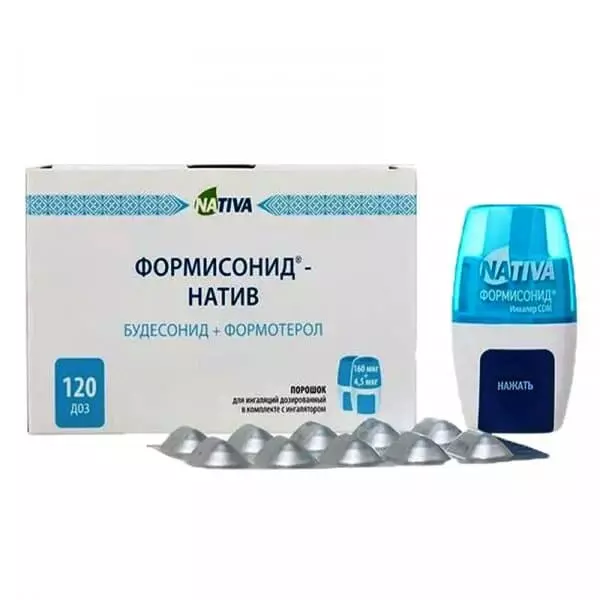 NATIVA
ФОРМИСОНИД® -
НАТИВ
БУДЕСОНИД + ФОРМОТЕРОЛ
120
ДОЗ
160 мкг
+
4,5 мкг
ПОРОШОК
для ингаляций дозированный
в комплекте с ингалятором
NATIVA
ФОРМИСОНИД®
Инхалер CDM
НАЖАТЬ